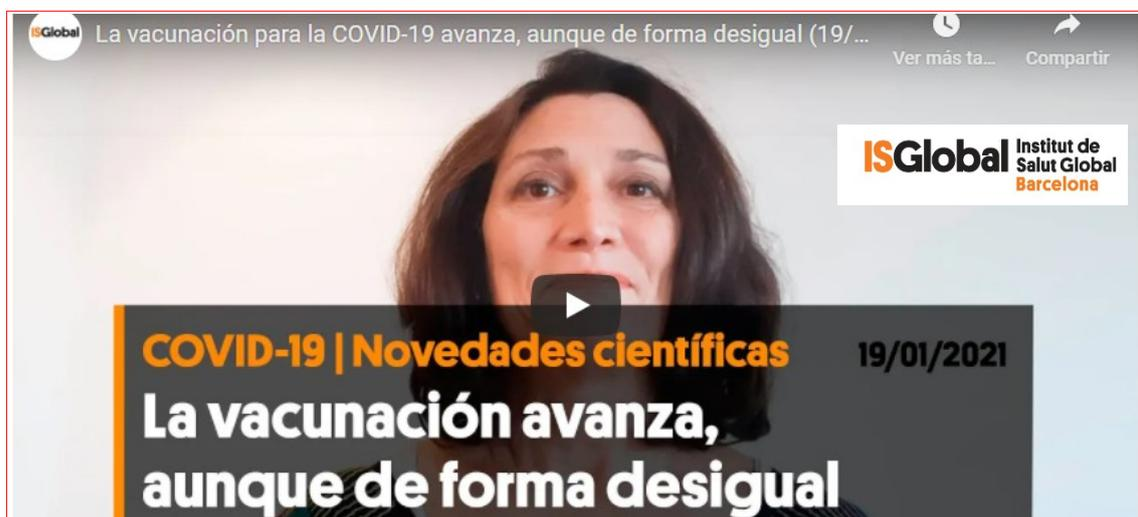 ISGlobal
La vacunación para la COVID-19 avanza, aunque de forma desigual (19/...
Ver más ta...
Compartir
ISGlobal Institut de
Salut Global
Barcelona
COVID-19 | Novedades científicas
19/01/2021
La vacunación avanza,
aunque de forma desigual